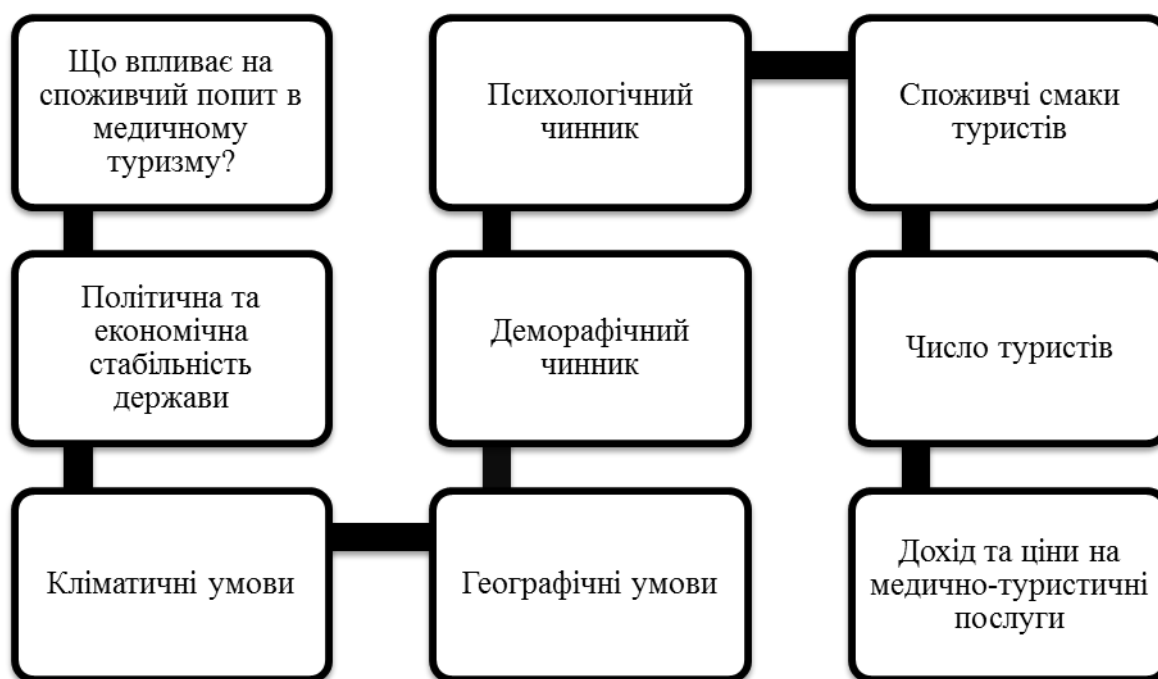 Що впливає на
споживчий попит в
медичному
туризму?
Політична та
економічна
стабільність
держави
Кліматичні умови
Географічні умови
Деморафічний
чинник
Психологічний
чинник
Споживчі смаки
туристів
Число туристів
Дохід та ціни на
медично-туристичні
послуги